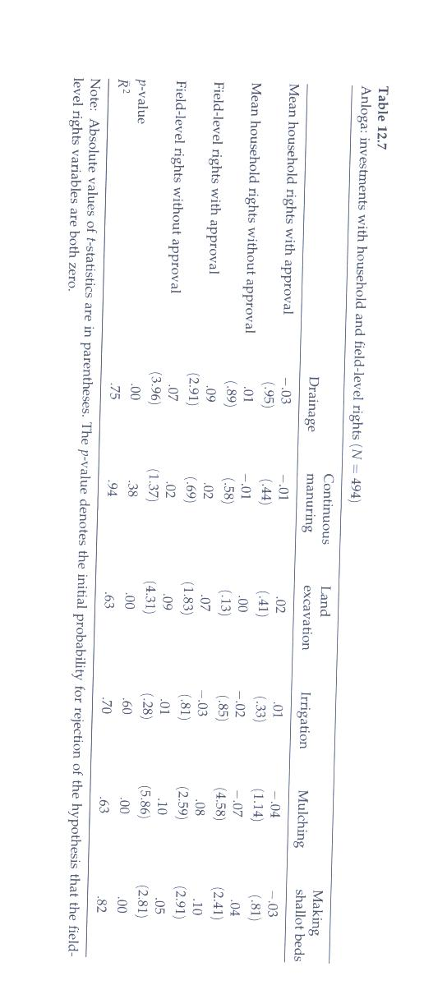 Table 12.7
Anloga: investments with household and field-level rights (N = 494)
Drainage Continuous manuring Land excavation Irrigation Mulching Making shallot beds
Mean household rights with approval −.03 −.01 .02 .01 −.04 −.03
(.95) (.44) (.41) (.33) (1.14) (.81)
Mean household rights without approval .01 −.01 .00 −.02 −.07 .04
(.89) (.58) (.13) (.85) (4.58) (2.41)
Field-level rights with approval .09 .02 .07 −.03 .08 .10
(2.91) (.69) (1.83) (.81) (2.59) (2.91)
Field-level rights without approval .07 .02 .09 .01 .10 .05
(3.96) (1.37) (4.31) (.28) (5.86) (2.81)
p-value .00 .38 .00 .60 .00 .00
R̄² .75 .94 .63 .70 .63 .82
Note: Absolute values of t-statistics are in parentheses. The p-value denotes the initial probability for rejection of the hypothesis that the field-
level rights variables are both zero.